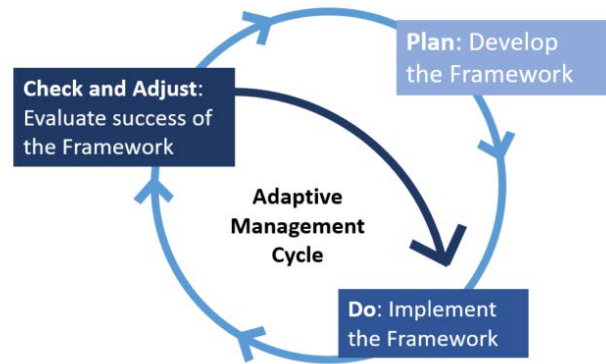 Plan: Develop
the Framework
Check and Adjust:
Evaluate success of
the Framework
Adaptive
Management
Cycle
Do: Implement
the Framework